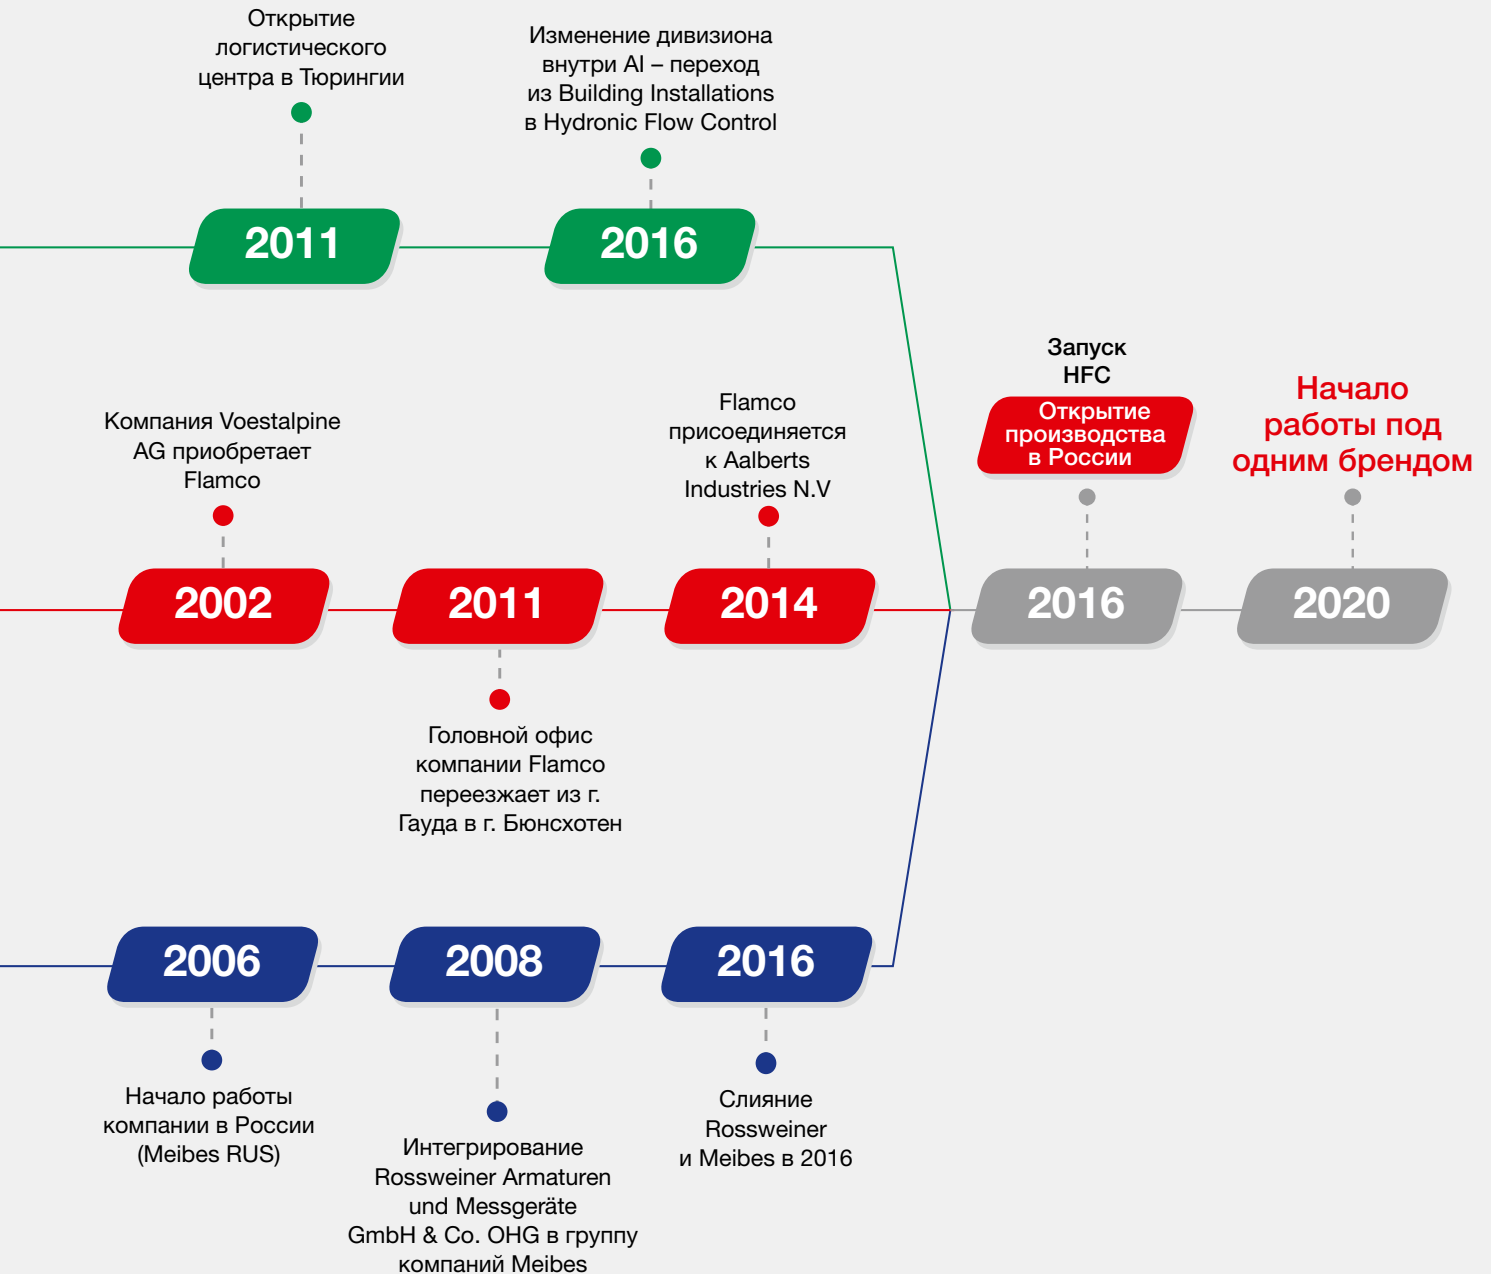 Открытие
логистического
центра в Тюрингии
Изменение дивизиона
внутри AI – переход
из Building Installations
в Hydronic Flow Control
2011
2016
Компания Voestalpine
AG приобретает
Flamco
Flamco
присоединяется
к Aalberts
Industries N.V
Запуск
HFC
Открытие
производства
в России
Начало
работы под
одним брендом
2002
2011
2014
2016
2020
Головной офис
компании Flamco
переезжает из г.
Гауда в г. Бюнсхотен
2006
2008
2016
Начало работы
компании в России
(Meibes RUS)
Интегрирование
Rossweiner Armaturen
und Messgeräte
GmbH & Co. OHG в группу
компаний Meibes
Слияние
Rossweiner
и Meibes в 2016